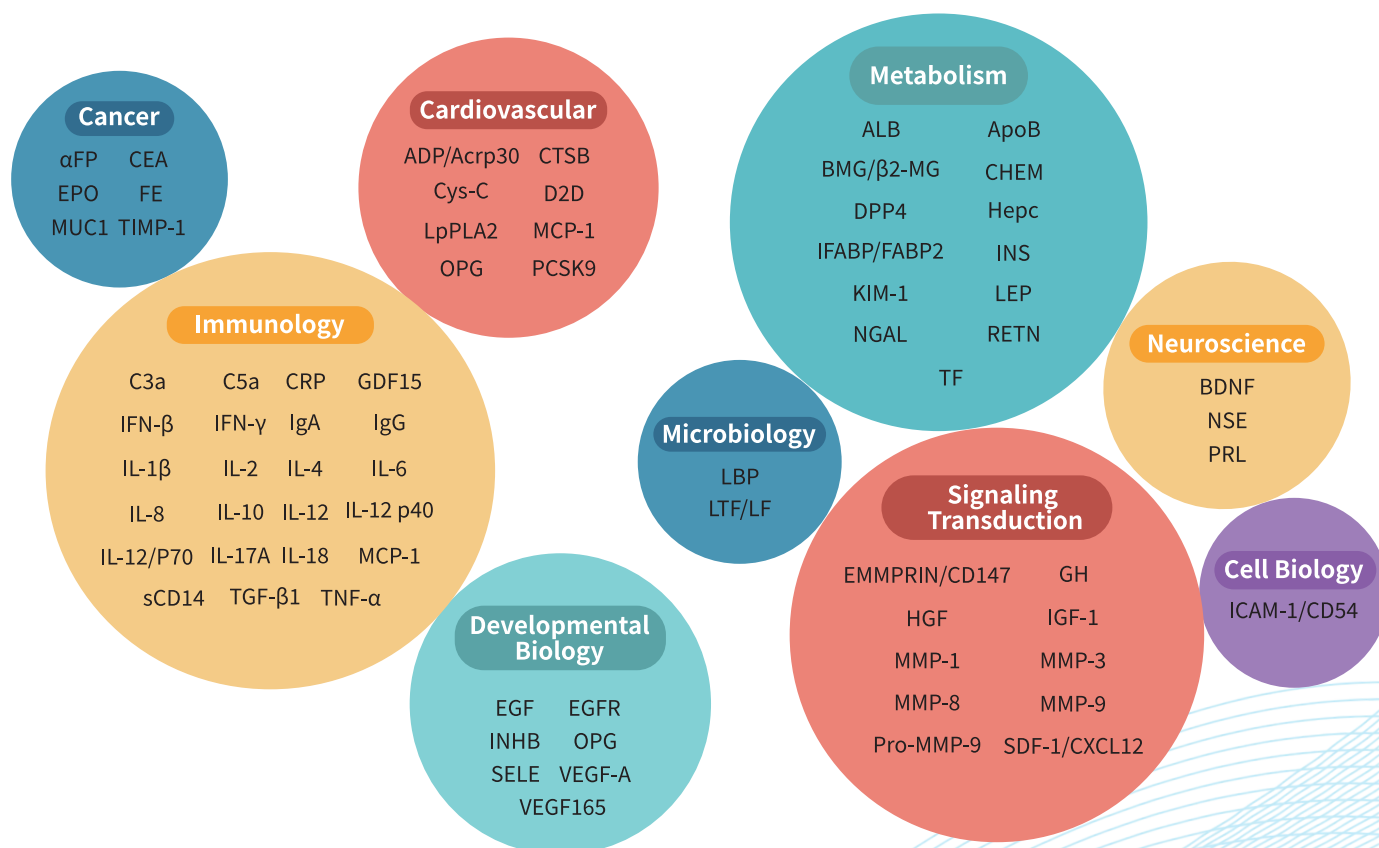 Cancer
αFP CEA
EPO FE
MUC1 TIMP-1
Cardiovascular
ADP/Acrp30 CTSB
Cys-C D2D
LpPLA2 MCP-1
OPG PCSK9
Metabolism
ALB ApoB
BMG/β2-MG CHEM
DPP4 Hepc
IFABP/FABP2 INS
KIM-1 LEP
NGAL RETN
TF
Immunology
C3a C5a CRP GDF15
IFN-β IFN-γ IgA IgG
IL-1β IL-2 IL-4 IL-6
IL-8 IL-10 IL-12 IL-12 p40
IL-12/P70 IL-17A IL-18 MCP-1
sCD14 TGF-β1 TNF-α
Neuroscience
BDNF
NSE
PRL
Microbiology
LBP
LTF/LF
Signaling
Transduction
EMMPRIN/CD147 GH
HGF IGF-1
MMP-1 MMP-3
MMP-8 MMP-9
Pro-MMP-9 SDF-1/CXCL12
Cell Biology
ICAM-1/CD54
Developmental
Biology
EGF EGFR
INHB OPG
SELE VEGF-A
VEGF165